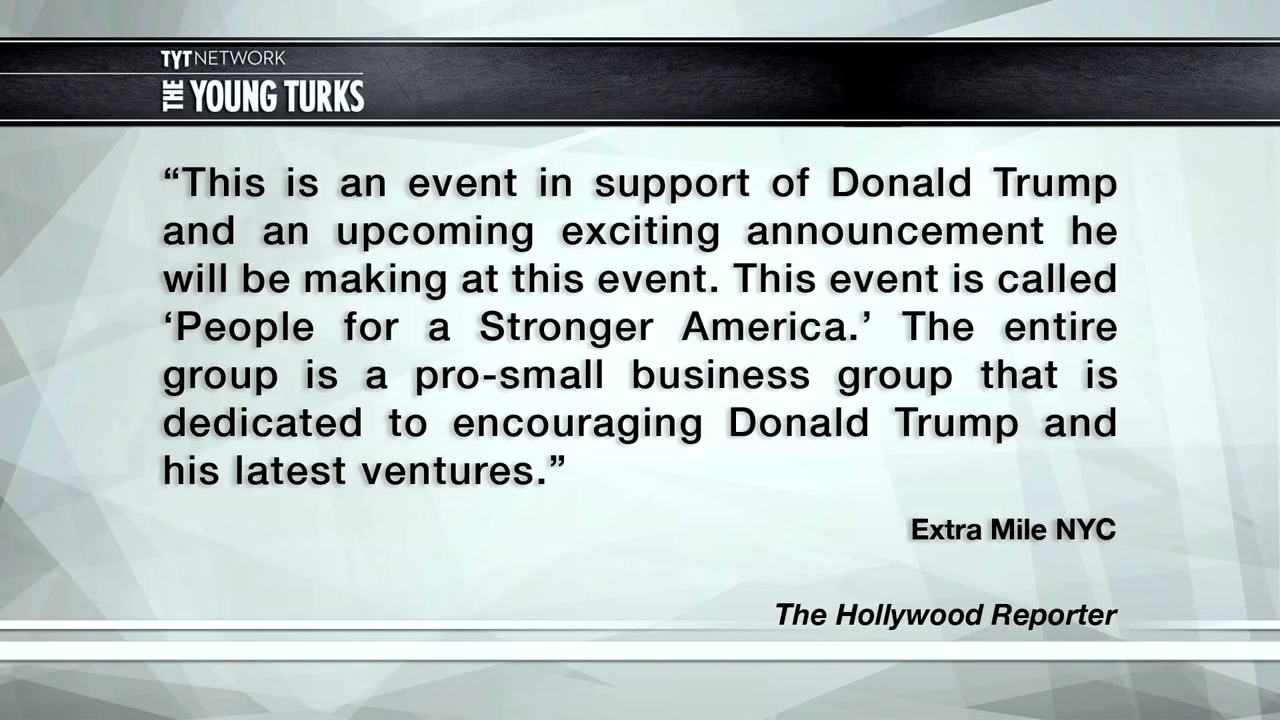 TYT NETWORK
THE YOUNG TURKS
“This is an event in support of Donald Trump
and an upcoming exciting announcement he
will be making at this event. This event is called
‘People for a Stronger America.’ The entire
group is a pro-small business group that is
dedicated to encouraging Donald Trump and
his latest ventures.”
Extra Mile NYC
The Hollywood Reporter